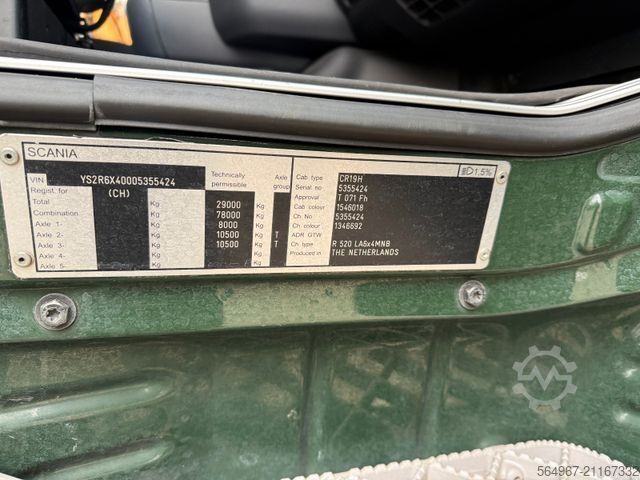 SCANIA
VIN YS2R6X40005355424 Technically permissible Axle group Cab type CR19H 1,5%
Regist. for (CH) Serial no 5355424
Approval T 071 Fh
Total Kg 29000 Kg Cab colour 1546018
Combination Kg 78000 Kg Ch. No 5355424
Axle 1- Kg 8000 Kg Ch. colour 1346692
Axle 2- Kg 10500 Kg T ADR GTW
Axle 3- Kg 10500 Kg T Ch. type R 520 LA6x4MNB
Axle 4- Kg Kg Produced in THE NETHERLANDS
Axle 5- Kg Kg
564967-21167332